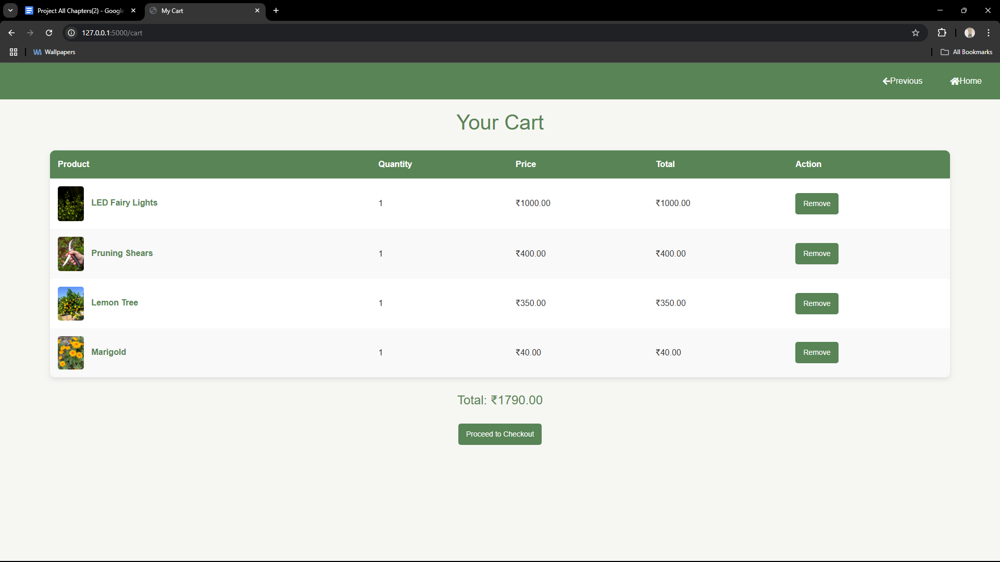 Project All Chapters(2) - Google
My Cart
127.0.0.1:5000/cart
Wallpapers
All Bookmarks
Previous
Home
Your Cart
Product Quantity Price Total Action
LED Fairy Lights 1 ₹1000.00 ₹1000.00 Remove
Pruning Shears 1 ₹400.00 ₹400.00 Remove
Lemon Tree 1 ₹350.00 ₹350.00 Remove
Marigold 1 ₹40.00 ₹40.00 Remove
Total: ₹1790.00
Proceed to Checkout